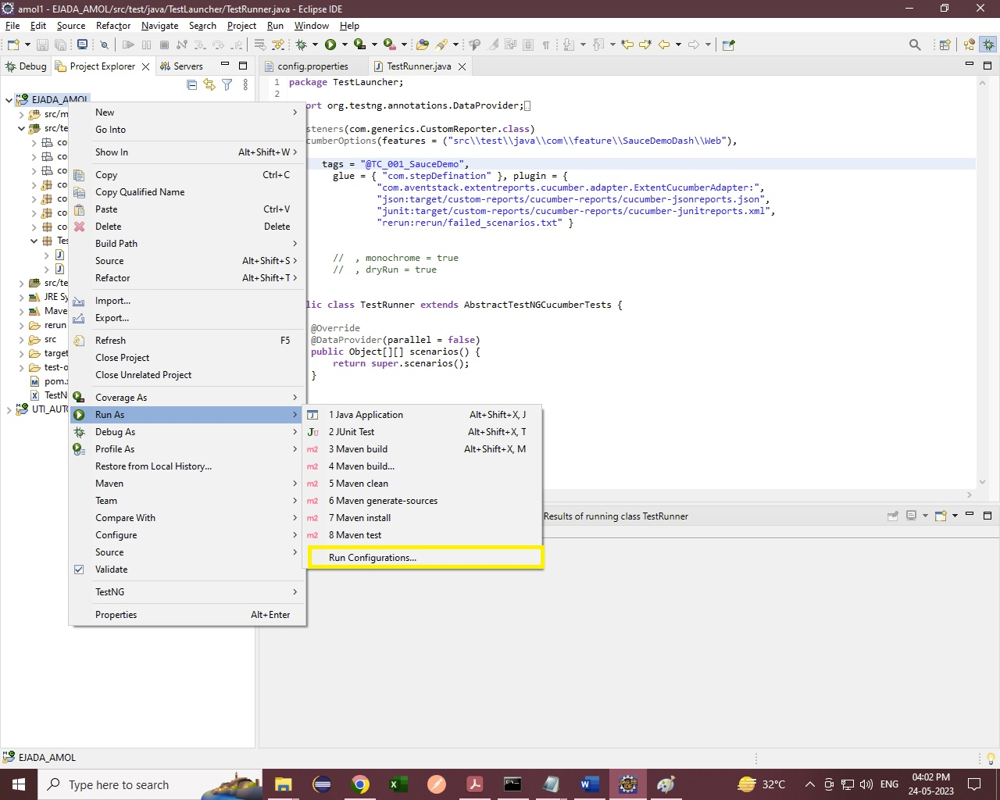 amol1 - EJADA_AMOL/src/test/java/TestLauncher/TestRunner.java - Eclipse IDE
File Edit Source Refactor Navigate Search Project Run Window Help
Debug Project Explorer Servers
config.properties TestRunner.java
EJADA_AMOL
src/m
src/te
co
co
co
co
co
co
co
Tes
J
J
src/te
JRE Sy
Mave
rerun
src
target
test-o
pom.x
TestN
UTI_AUTO
1 package TestLauncher;
2
ort org.testng.annotations.DataProvider;
steners(com.generics.CustomReporter.class)
cumberOptions(features = ("src\\test\\java\\com\\feature\\SauceDemoDash\\Web"),
tags = "@TC_001_SauceDemo",
glue = { "com.stepDefination" }, plugin = {
"com.aventstack.extentreports.cucumber.adapter.ExtentCucumberAdapter:",
"json:target/custom-reports/cucumber-reports/cucumber-jsonreports.json",
"junit:target/custom-reports/cucumber-reports/cucumber-junitreports.xml",
"rerun:rerun/failed_scenarios.txt" }
// , monochrome = true
// , dryRun = true
lic class TestRunner extends AbstractTestNGCucumberTests {
@Override
@DataProvider(parallel = false)
public Object[][] scenarios() {
return super.scenarios();
}
New
Go Into
Show In Alt+Shift+W
Copy Ctrl+C
Copy Qualified Name
Paste Ctrl+V
Delete Delete
Build Path
Source Alt+Shift+S
Refactor Alt+Shift+T
Import...
Export...
Refresh F5
Close Project
Close Unrelated Project
Coverage As
Run As
Debug As
Profile As
Restore from Local History...
Maven
Team
Compare With
Configure
Source
Validate
TestNG
Properties Alt+Enter
1 Java Application Alt+Shift+X, J
2 JUnit Test Alt+Shift+X, T
3 Maven build Alt+Shift+X, M
4 Maven build...
5 Maven clean
6 Maven generate-sources
7 Maven install
8 Maven test
Run Configurations...
Results of running class TestRunner
EJADA_AMOL
Type here to search
32°C
ENG
04:02 PM
24-05-2023